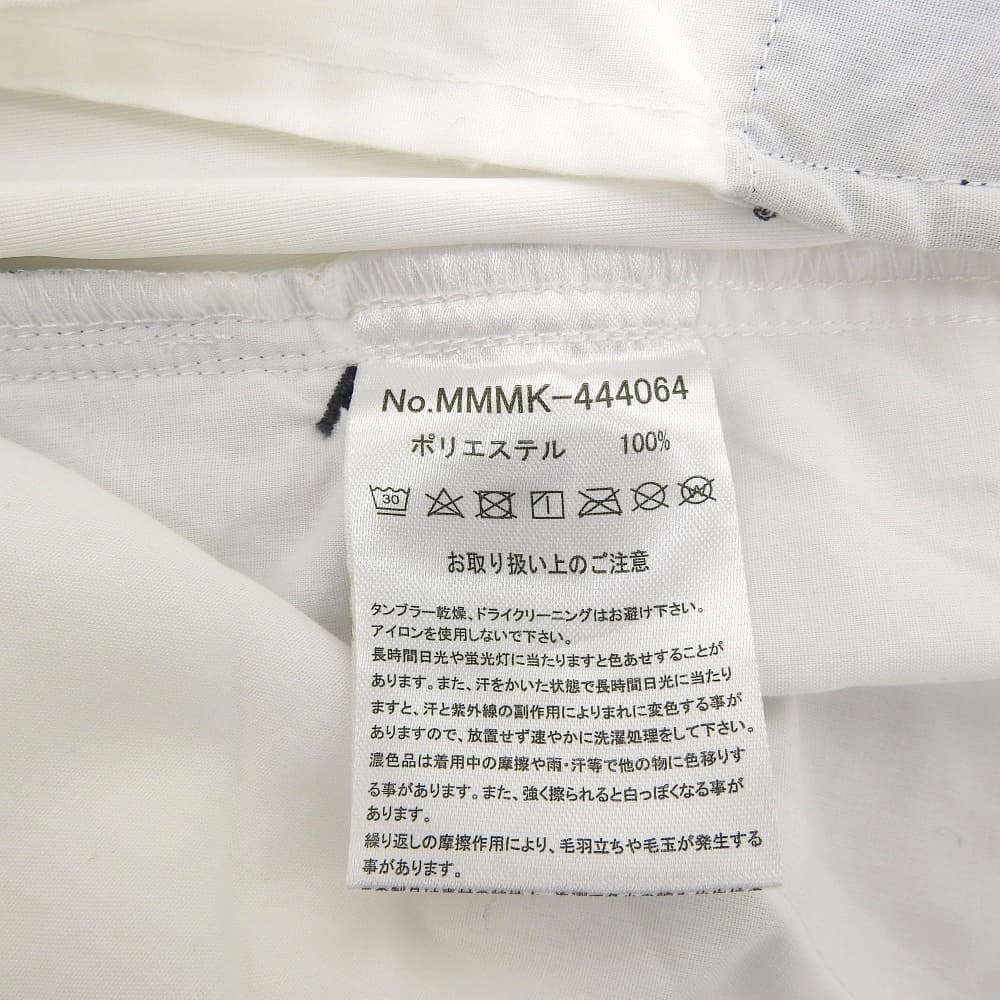 No.MMMK-444064
ポリエステル 100%
30
W
お取り扱い上のご注意
タンブラー乾燥、ドライクリーニングはお避け下さい。
アイロンを使用しないで下さい。
長時間日光や蛍光灯に当たりますと色あせすることが
あります。また、汗をかいた状態で長時間日光に当たり
ますと、汗と紫外線の副作用によりまれに変色する事が
ありますので、放置せず速やかに洗濯処理をして下さい。
濃色品は着用中の摩擦や雨・汗等で他の物に色移りす
る事があります。また、強く擦られると白っぽくなる事が
あります。
繰り返しの摩擦作用により、毛羽立ちや毛玉が発生する
事があります。